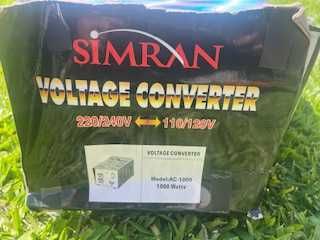 SIMRAN
VOLTAGE CONVERTER
220/240V ↔ 110/120V
VOLTAGE CONVERTER
Model:AC-1000
1000 Watts